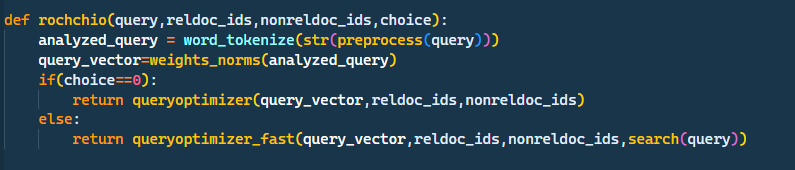 def rochchio(query,reldoc_ids,nonreldoc_ids,choice):
    analyzed_query = word_tokenize(str(preprocess(query)))
    query_vector=weights_norms(analyzed_query)
    if(choice==0):
        return queryoptimizer(query_vector,reldoc_ids,nonreldoc_ids)
    else:
        return queryoptimizer_fast(query_vector,reldoc_ids,nonreldoc_ids,search(query))